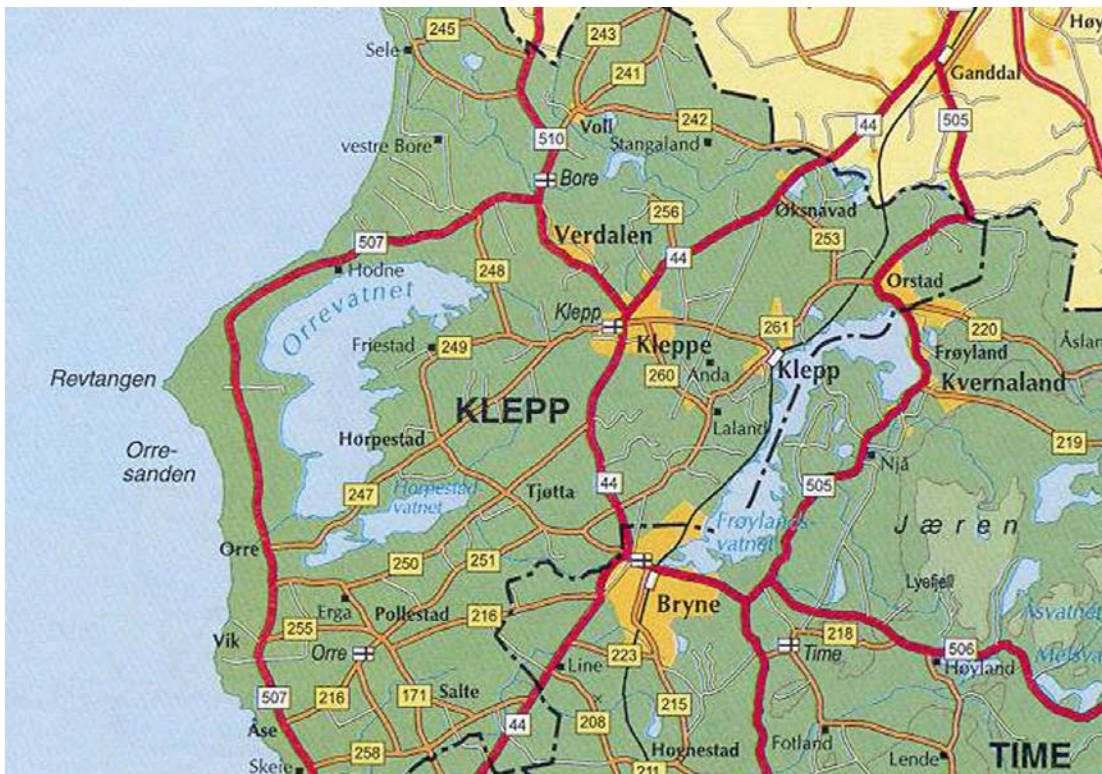 245
243
Høy
Sele
241
Ganddal
510
Voll
242
44
505
vestre Bore
Stangaland
Bore
256
Øksnavad
507
Verdalen
253
44
Hodne
248
Orstad
Orrevatnet
Klepp
261
220
Friestad
249
Kleppe
Frøyland
Revtangen
260
Anda
Klepp
Kvernaland
KLEPP
Laland
Horpestad
219
Orre-
sanden
Njå
44
505
247
Horpestad-
vatnet
Tjøtta
Frøylands-
vatnet
Jæren
Orre
250
251
Lyefjell
Erga
Pollestad
216
Bryne
Åsvatnet
255
218
Vik
Orre
223
Time
506
Line
Høyland
507
216
171
Salte
215
Åse
44
208
Fotland
258
Hognestad
Lende
TIME
Skeie
211